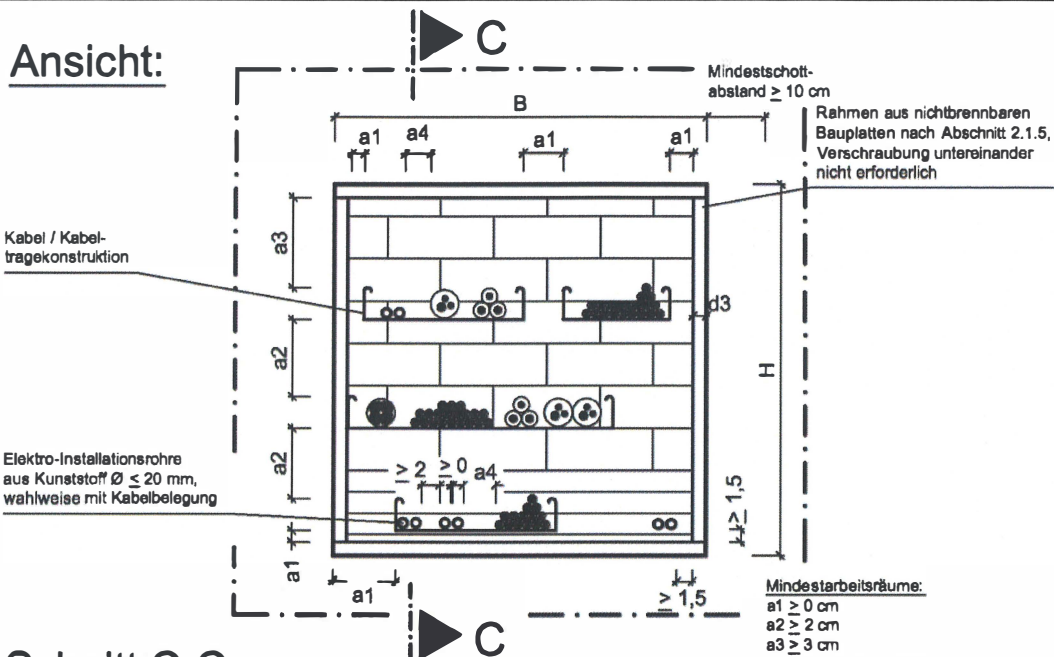 Ansicht:
C
Mindestschott-
abstand ≥ 10 cm
B
Rahmen aus nichtbrennbaren
Bauplatten nach Abschnitt 2.1.5,
Verschraubung untereinander
nicht erforderlich
a1
a4
a1
a1
a3
Kabel / Kabel-
tragekonstruktion
d3
a2
H
a2
Elektro-Installationsrohre
aus Kunststoff Ø ≤ 20 mm,
wahlweise mit Kabelbelegung
≥ 2
≥ 0
a4
≥ 1,5
a1
a1
≥ 1,5
Mindestarbeitsräume:
a1 ≥ 0 cm
a2 ≥ 2 cm
a3 ≥ 3 cm
C